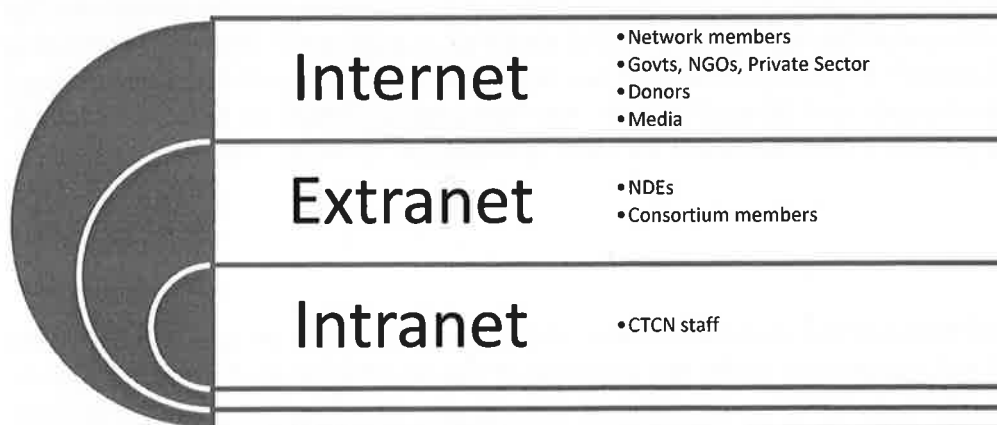 Internet
•Network members
•Govts, NGOs, Private Sector
•Donors
•Media
Extranet
•NDEs
•Consortium members
Intranet
•CTCN staff